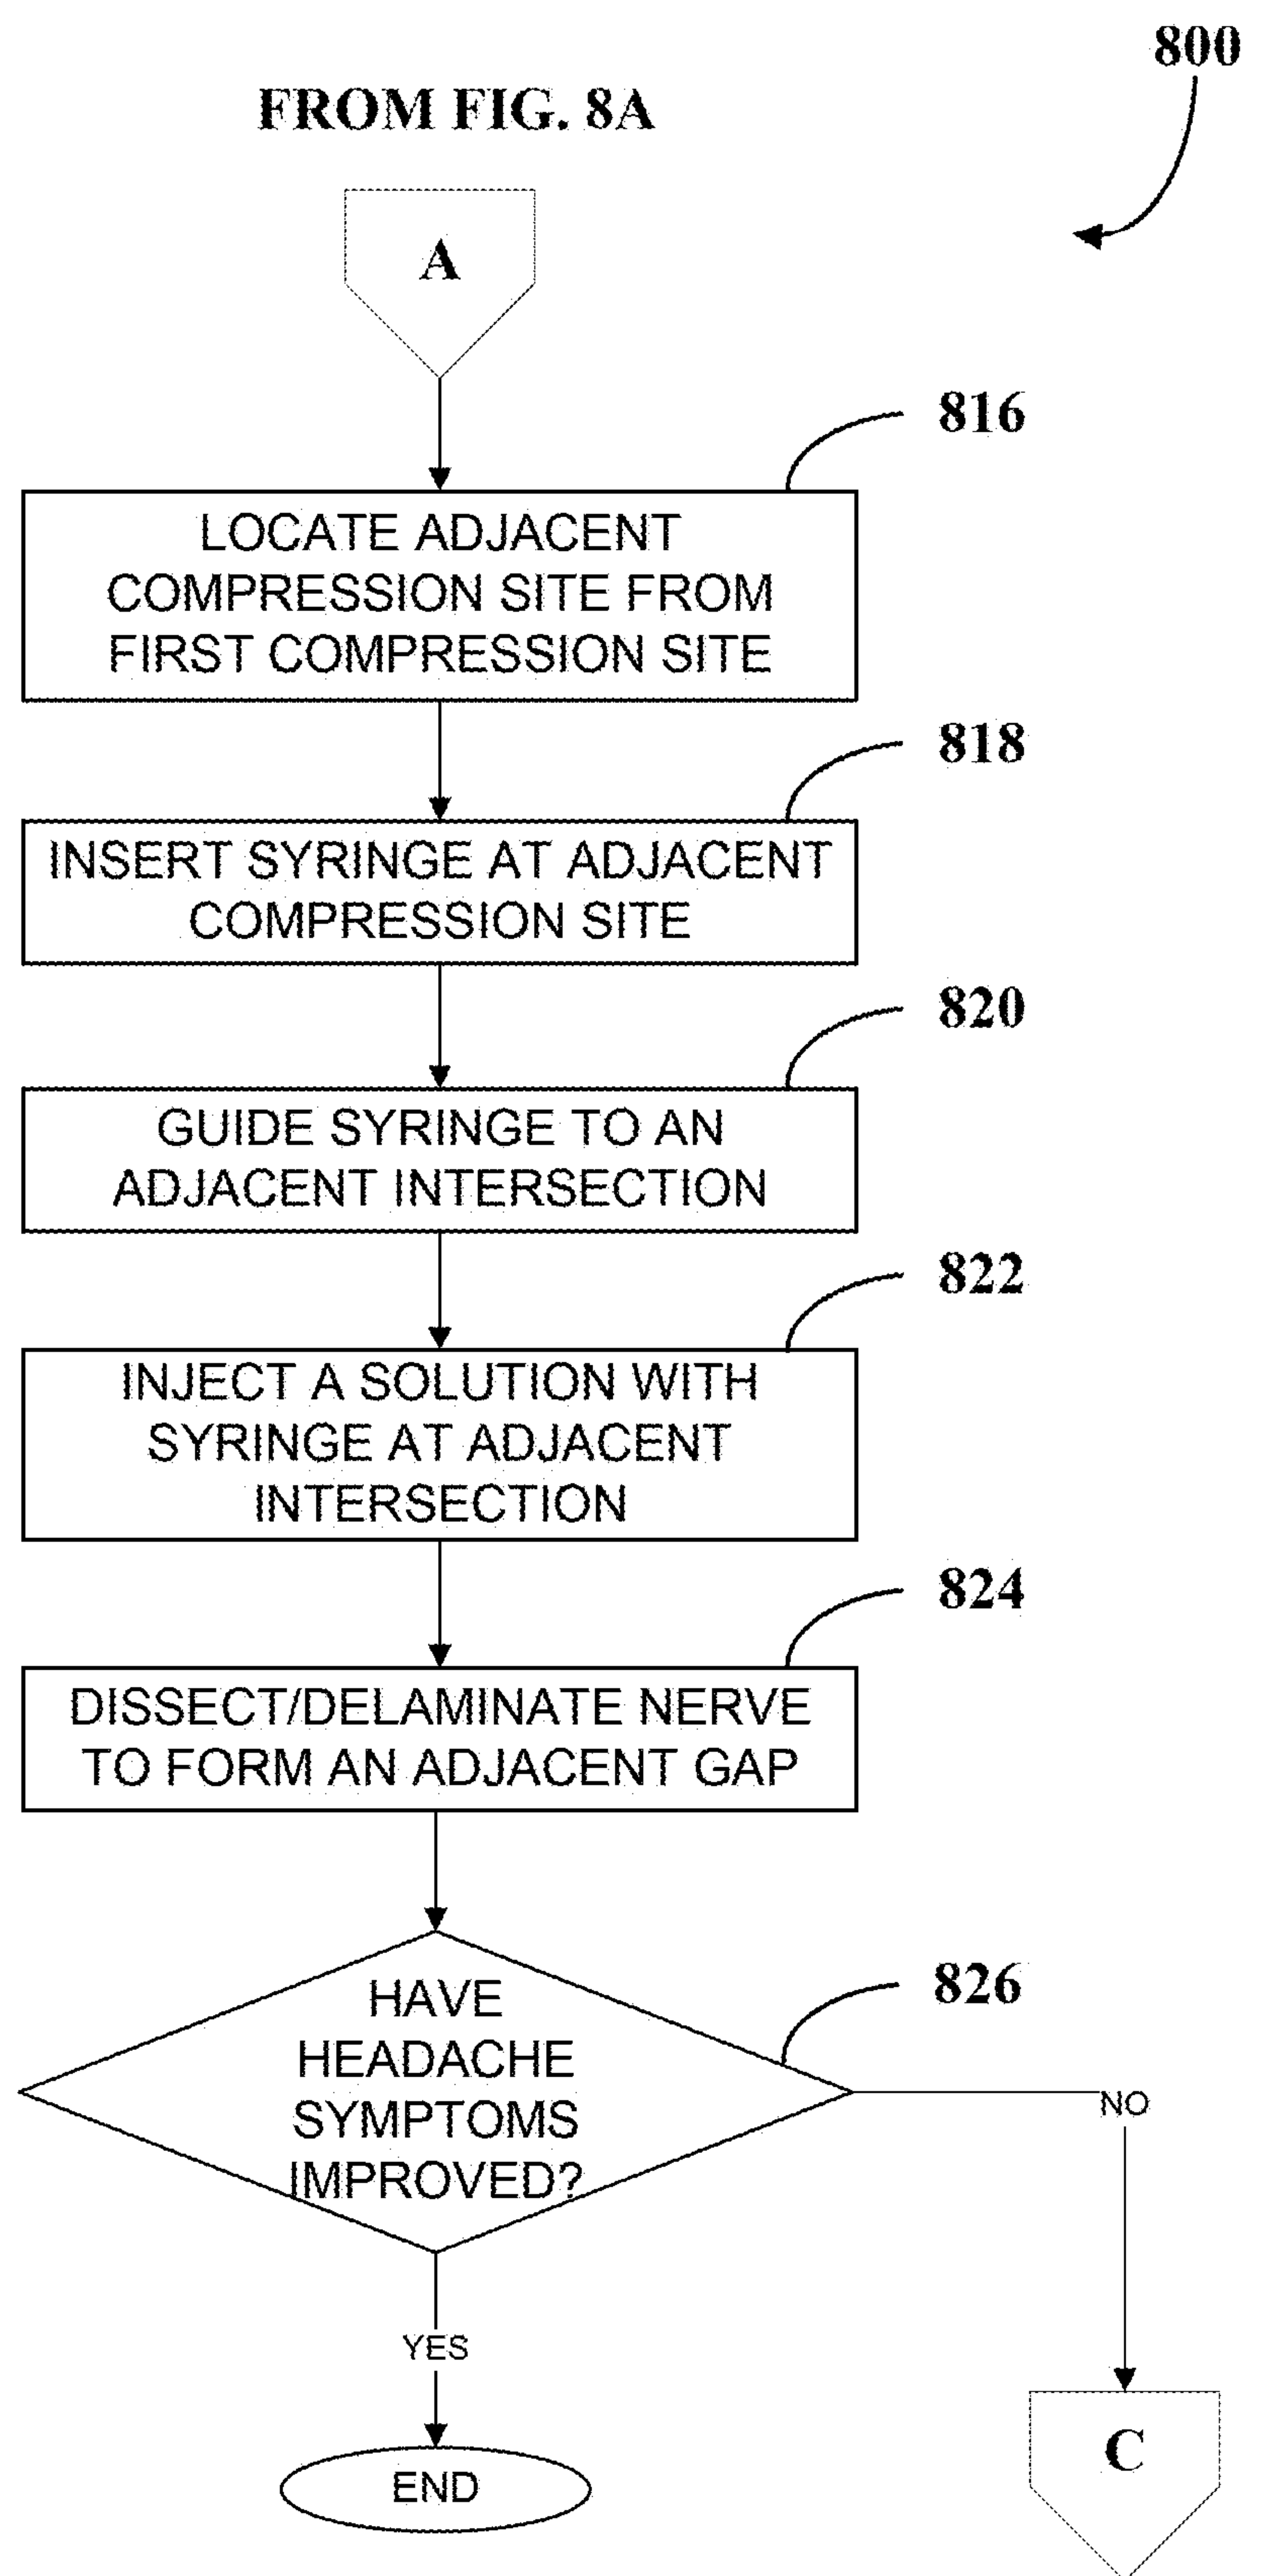 800
FROM FIG. 8A
A
816
LOCATE ADJACENT
COMPRESSION SITE FROM
FIRST COMPRESSION SITE
818
INSERT SYRINGE AT ADJACENT
COMPRESSION SITE
820
GUIDE SYRINGE TO AN
ADJACENT INTERSECTION
822
INJECT A SOLUTION WITH
SYRINGE AT ADJACENT
INTERSECTION
824
DISSECT/DELAMINATE NERVE
TO FORM AN ADJACENT GAP
826
HAVE
HEADACHE
SYMPTOMS
IMPROVED?
NO
YES
END
C